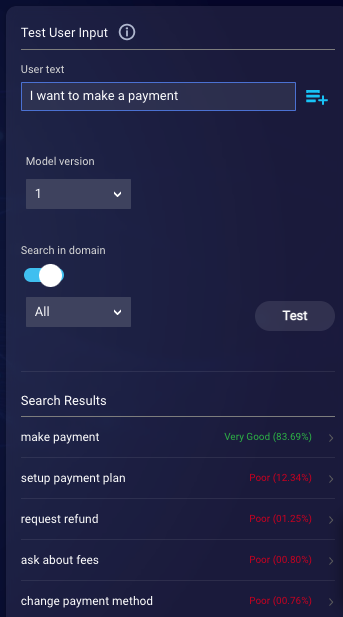 Test User Input
User text
I want to make a payment
Model version
1
Search in domain
All
Test
Search Results
make payment Very Good (83.69%)
setup payment plan Poor (12.34%)
request refund Poor (01.25%)
ask about fees Poor (00.80%)
change payment method Poor (00.76%)